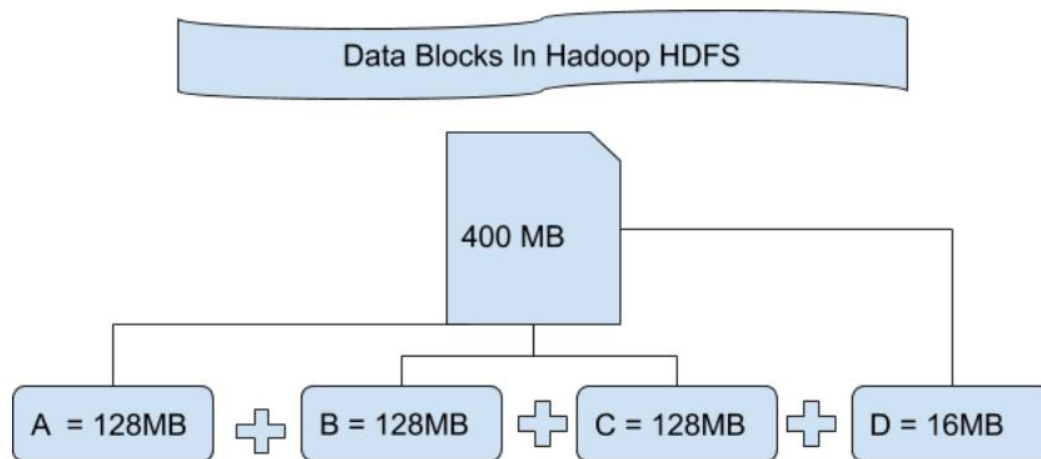 Data Blocks In Hadoop HDFS
400 MB
A = 128MB
B = 128MB
C = 128MB
D = 16MB